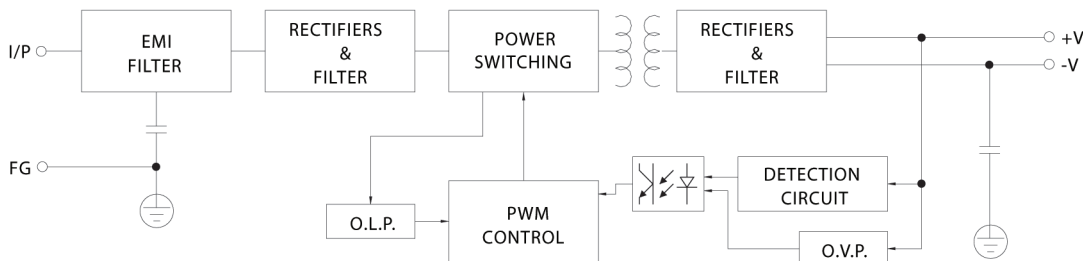 I/P
EMI
FILTER
RECTIFIERS
&
FILTER
POWER
SWITCHING
RECTIFIERS
&
FILTER
+V
-V
FG
O.L.P.
PWM
CONTROL
DETECTION
CIRCUIT
O.V.P.